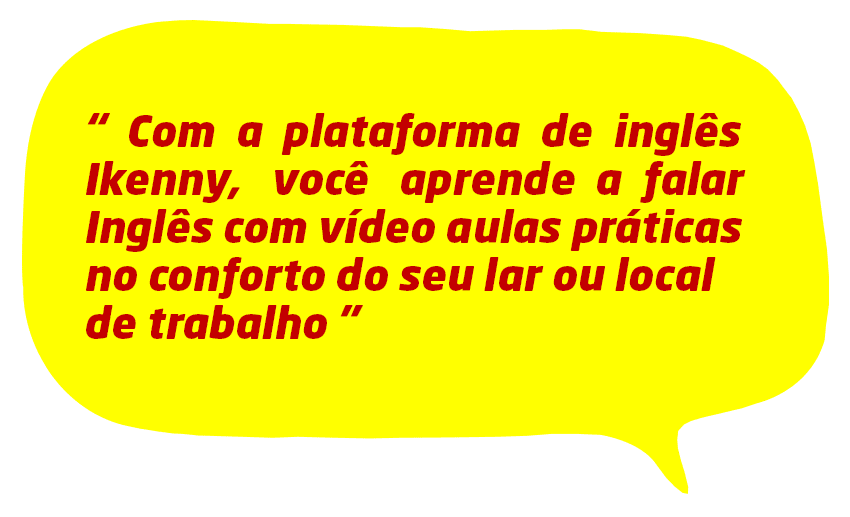 “ Com a plataforma de inglês
Ikenny, você aprende a falar
Inglês com vídeo aulas práticas
no conforto do seu lar ou local
de trabalho ”